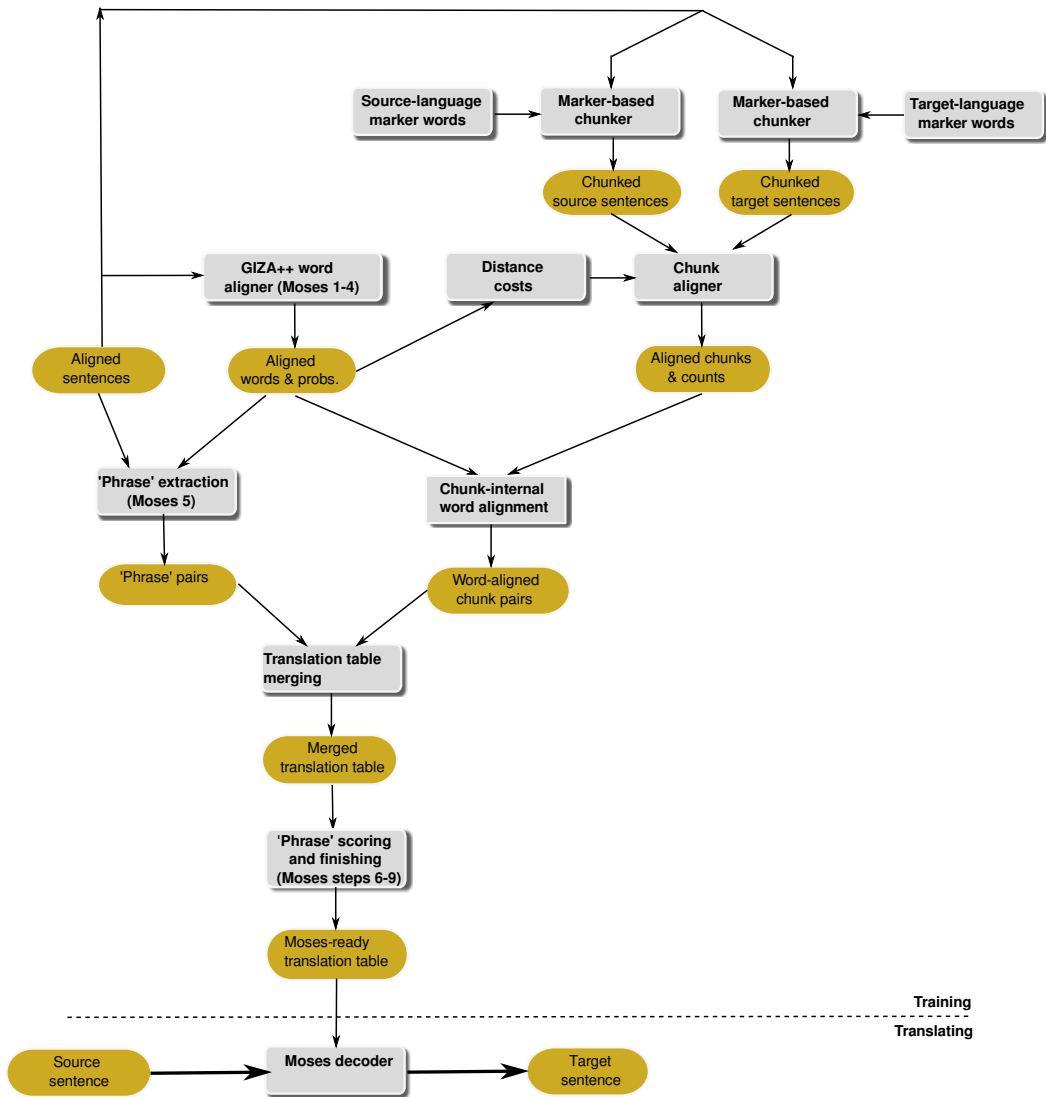 Source-language
marker words
Marker-based
chunker
Marker-based
chunker
Target-language
marker words
Chunked
source sentences
Chunked
target sentences
GIZA++ word
aligner (Moses 1-4)
Distance
costs
Chunk
aligner
Aligned
sentences
Aligned
words & probs.
Aligned chunks
& counts
'Phrase' extraction
(Moses 5)
Chunk-internal
word alignment
'Phrase' pairs
Word-aligned
chunk pairs
Translation table
merging
Merged
translation table
'Phrase' scoring
and finishing
(Moses steps 6-9)
Moses-ready
translation table
Training
Translating
Source
sentence
Moses decoder
Target
sentence